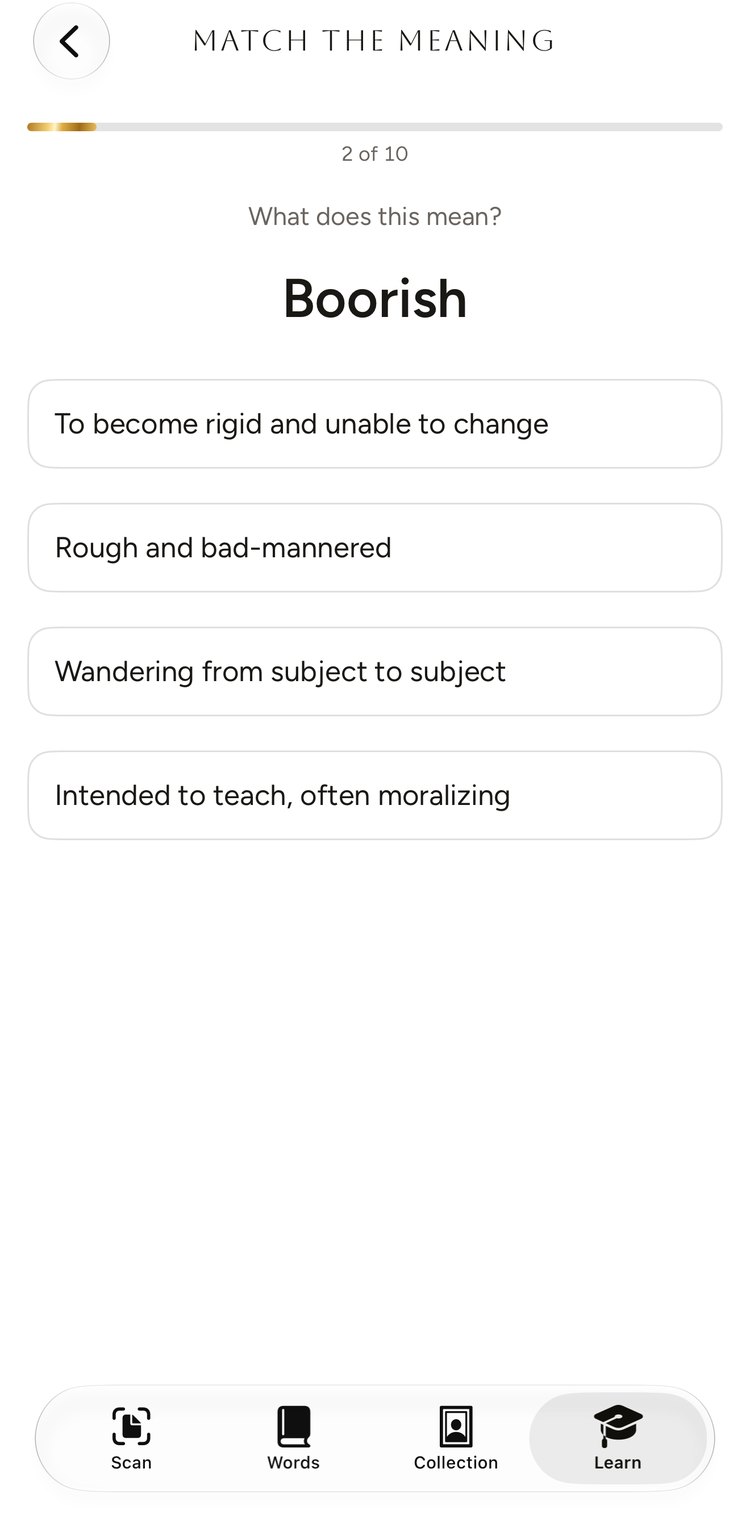 MATCH THE MEANING
2 of 10
What does this mean?
Boorish
To become rigid and unable to change
Rough and bad-mannered
Wandering from subject to subject
Intended to teach, often moralizing
Scan
Words
Collection
Learn